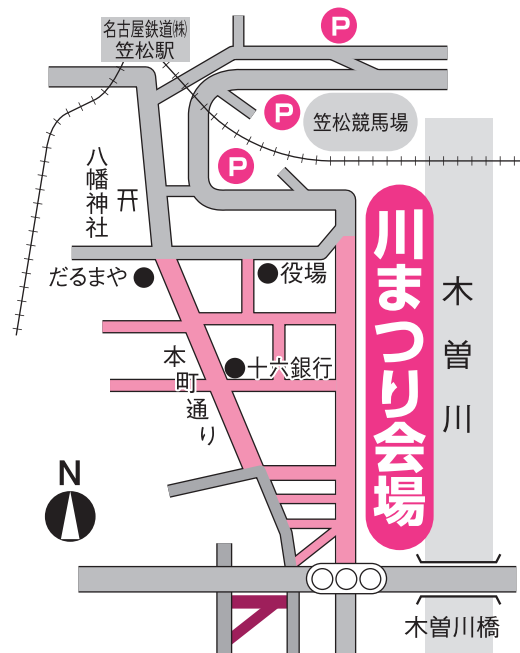 名古屋鉄道㈱
笠松駅
P
P
笠松競馬場
P
八幡神社
川まつり会場
だるまや
役場
木曽川
十六銀行
本町通り
N
木曽川橋